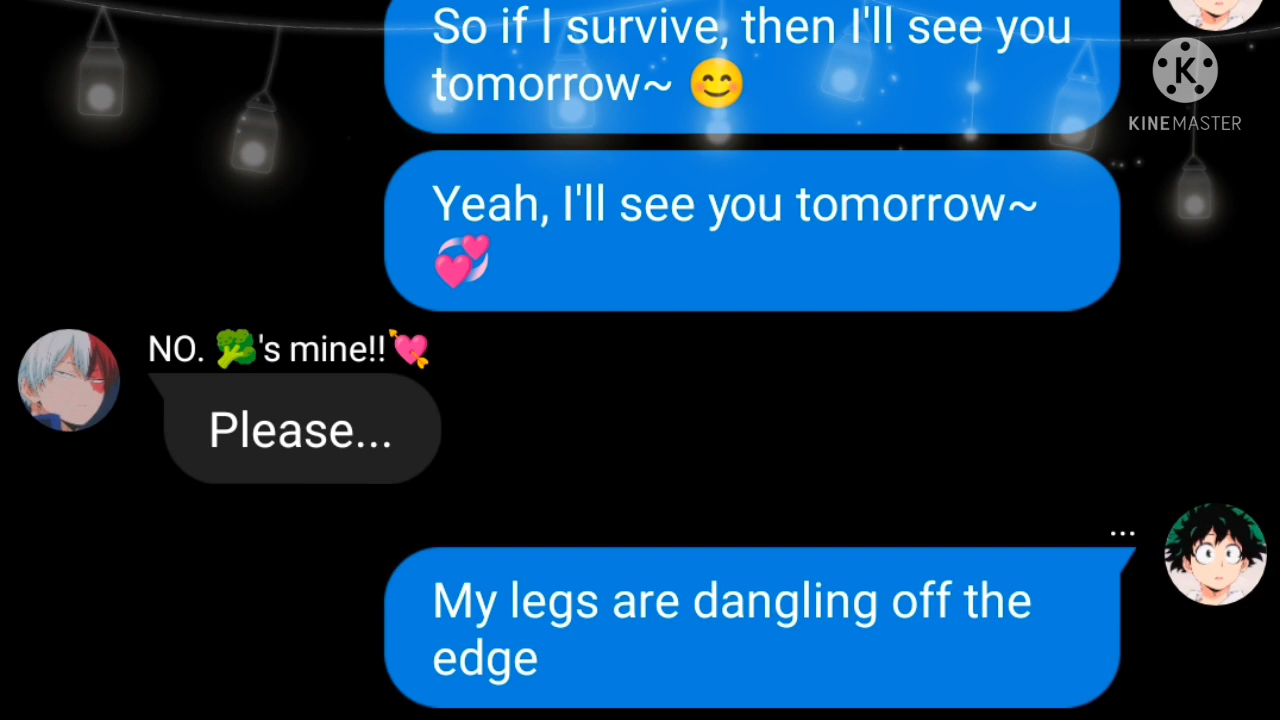 So if I survive, then I'll see you
tomorrow~ 😊
KINEMASTER
Yeah, I'll see you tomorrow~
💞
NO. 🥦's mine!!💘
Please...
...
My legs are dangling off the
edge